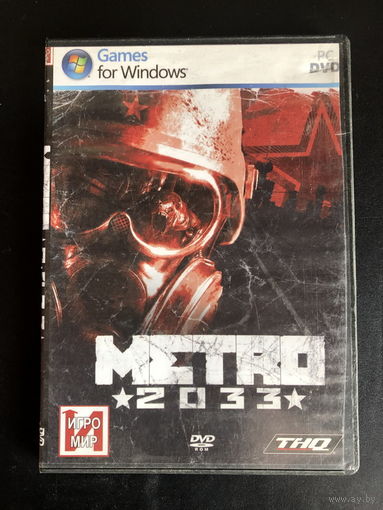 Games
for Windows®
PC
DVD
METRO
2033
ИГРО
МИР
DVD
ROM
THQ
www.ay.by